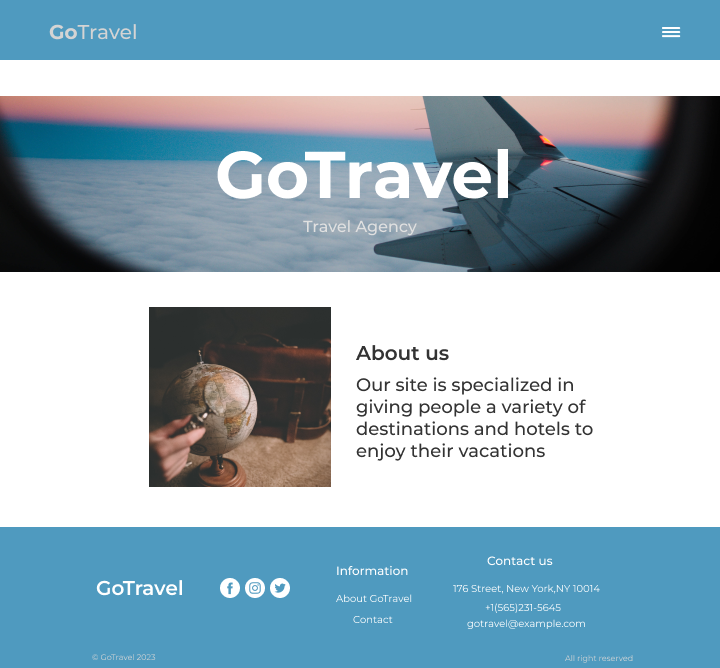 GoTravel
GoTravel
Travel Agency
About us
Our site is specialized in
giving people a variety of
destinations and hotels to
enjoy their vacations
GoTravel
Information
About GoTravel
Contact
Contact us
176 Street, New York,NY 10014
+1(565)231-5645
gotravel@example.com
© GoTravel 2023
All right reserved